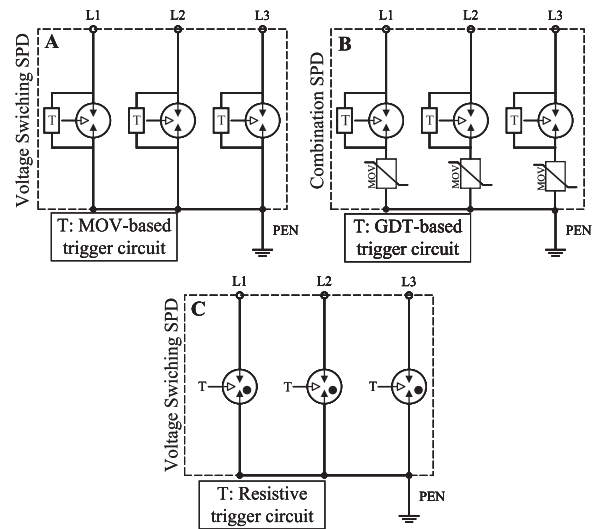 L1 L2 L3
A
Voltage Swiching SPD
T T T
PEN
T: MOV-based
trigger circuit
L1 L2 L3
B
Combination SPD
T T T
MOV MOV MOV
PEN
T: GDT-based
trigger circuit
L1 L2 L3
C
Voltage Swiching SPD
T T T
PEN
T: Resistive
trigger circuit